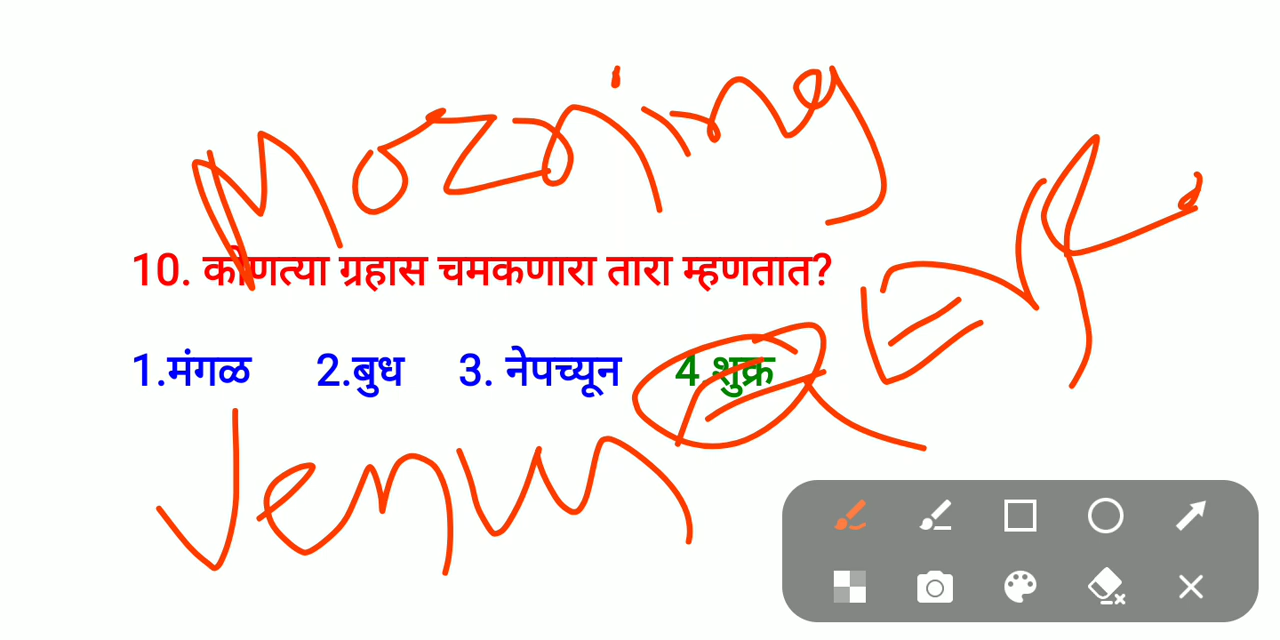 Morning
10. कोणत्या ग्रहास चमकणारा तारा म्हणतात?
1.मंगळ 2.बुध 3. नेपच्यून 4.शुक्र
Venus